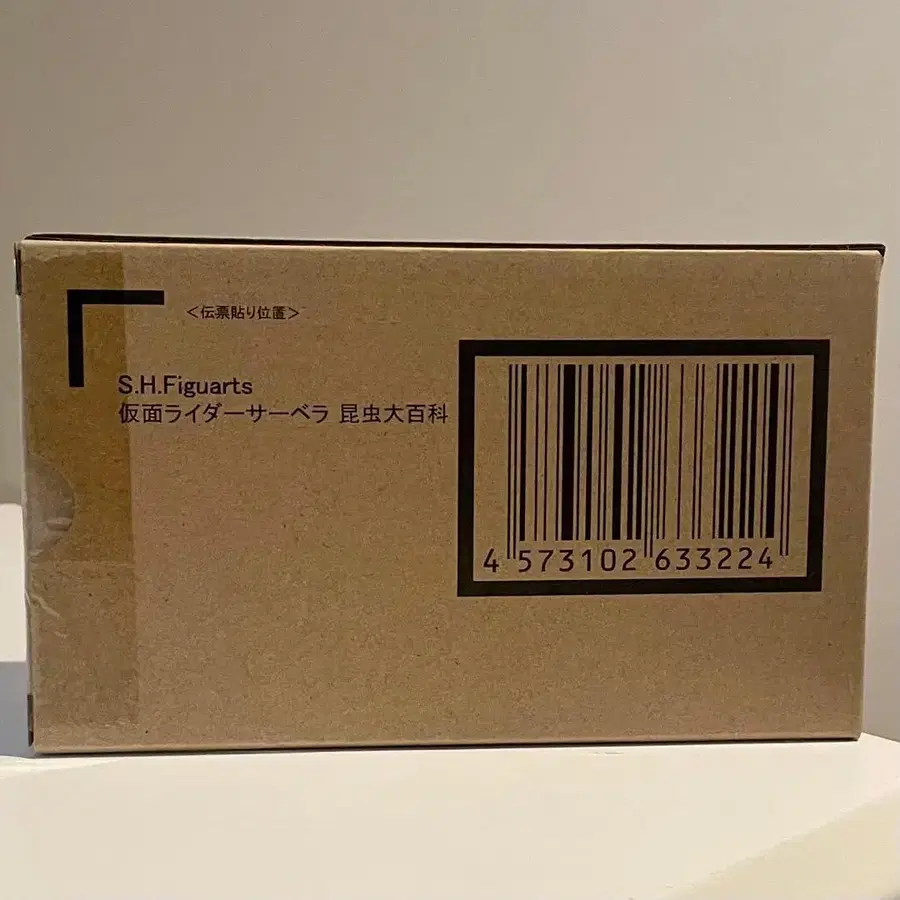 <伝票貼り位置>
S.H.Figuarts
仮面ライダーサーベラ 昆虫大百科
4 573102 633224